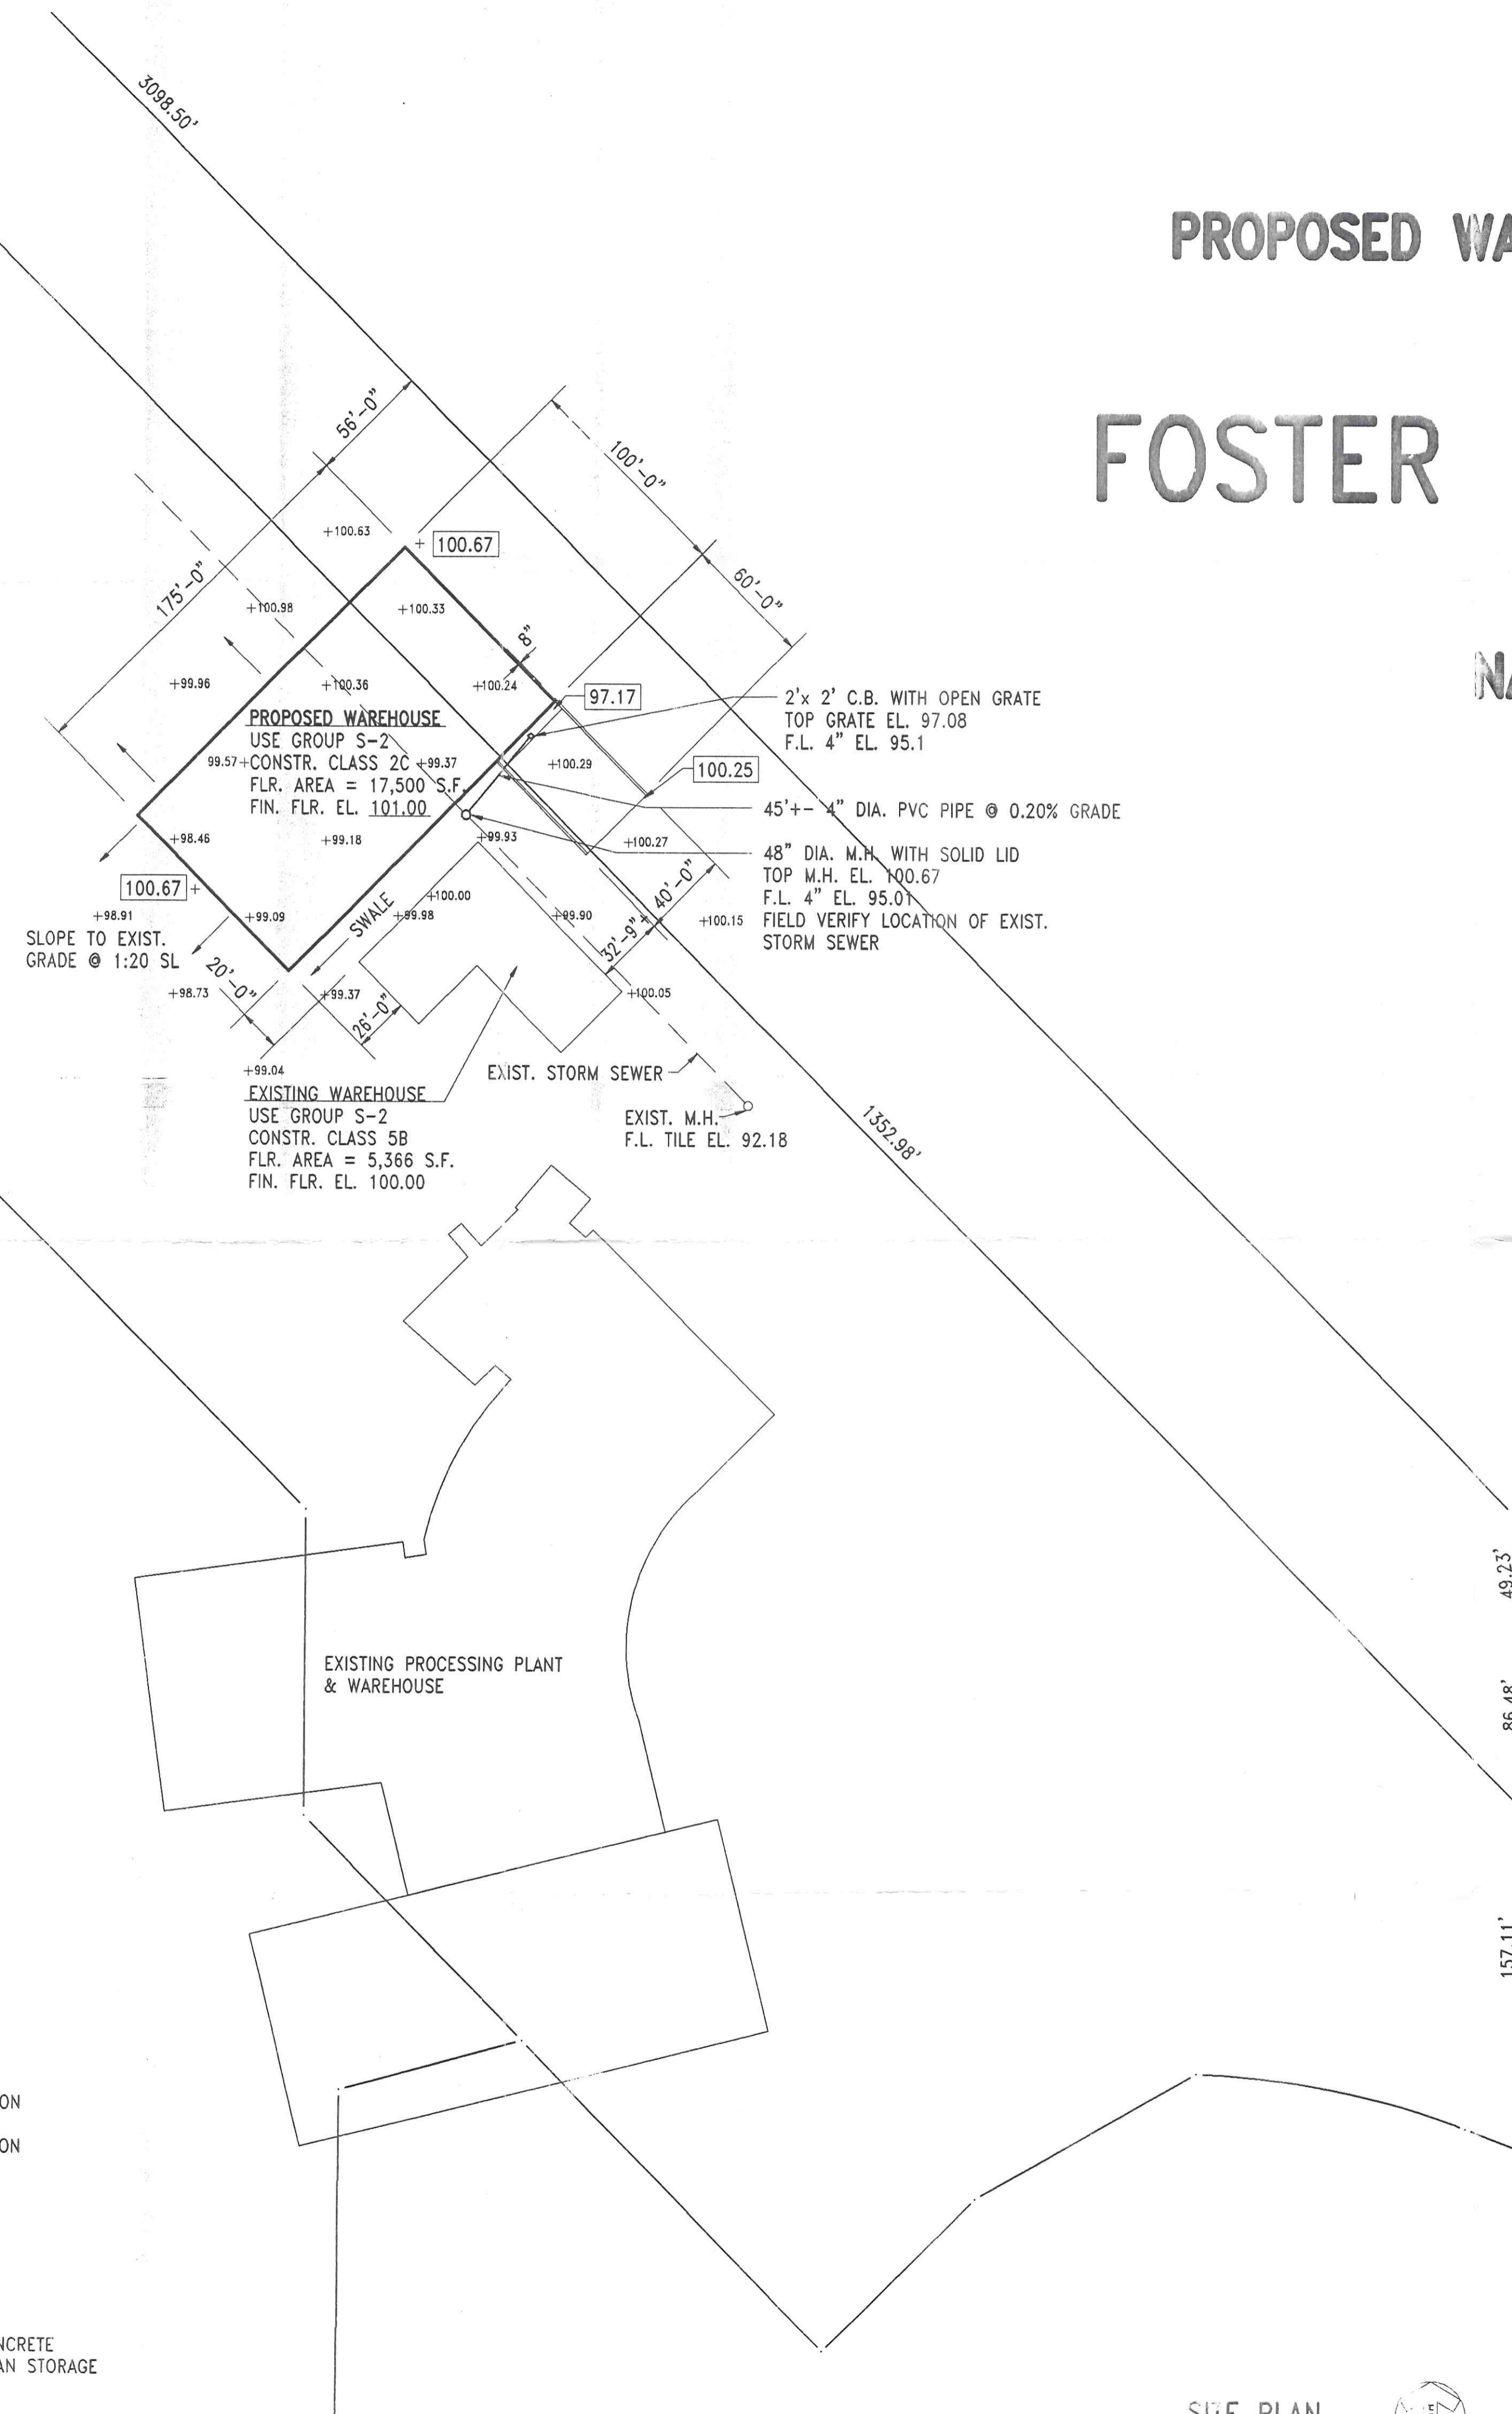 3098.50'
PROPOSED
FOSTER
56'-0"
100'-0"
60'-0"
175'-0"
+100.63
+ 100.67
+100.98
+100.33
8"
+99.96
+100.36
+100.24
97.17
2'x 2' C.B. WITH OPEN GRATE
TOP GRATE EL. 97.08
F.L. 4" EL. 95.1
PROPOSED WAREHOUSE
USE GROUP S-2
99.57+
CONSTR. CLASS 2C
+99.37
FLR. AREA = 17,500 S.F.
FIN. FLR. EL. 101.00
+100.29
100.25
45'+- 4" DIA. PVC PIPE @ 0.20% GRADE
+98.46
+99.18
+99.93
+100.27
48" DIA. M.H. WITH SOLID LID
TOP M.H. EL. 100.67
F.L. 4" EL. 95.01
FIELD VERIFY LOCATION OF EXIST.
STORM SEWER
100.67 +
+98.91
+99.09
SWALE
+100.00
+99.98
+99.90
32'-9"±
40'-0"
+100.15
SLOPE TO EXIST.
GRADE @ 1:20 SL
20'-0"
+98.73
+99.37
26'-0"
+100.05
+99.04
EXISTING WAREHOUSE
USE GROUP S-2
CONSTR. CLASS 5B
FLR. AREA = 5,366 S.F.
FIN. FLR. EL. 100.00
EXIST. STORM SEWER
EXIST. M.H.
F.L. TILE EL. 92.18
1352.98'
49.23'
86.48'
157.11'
EXISTING PROCESSING PLANT
& WAREHOUSE
ON
ON
STORAGE
SITE PLAN